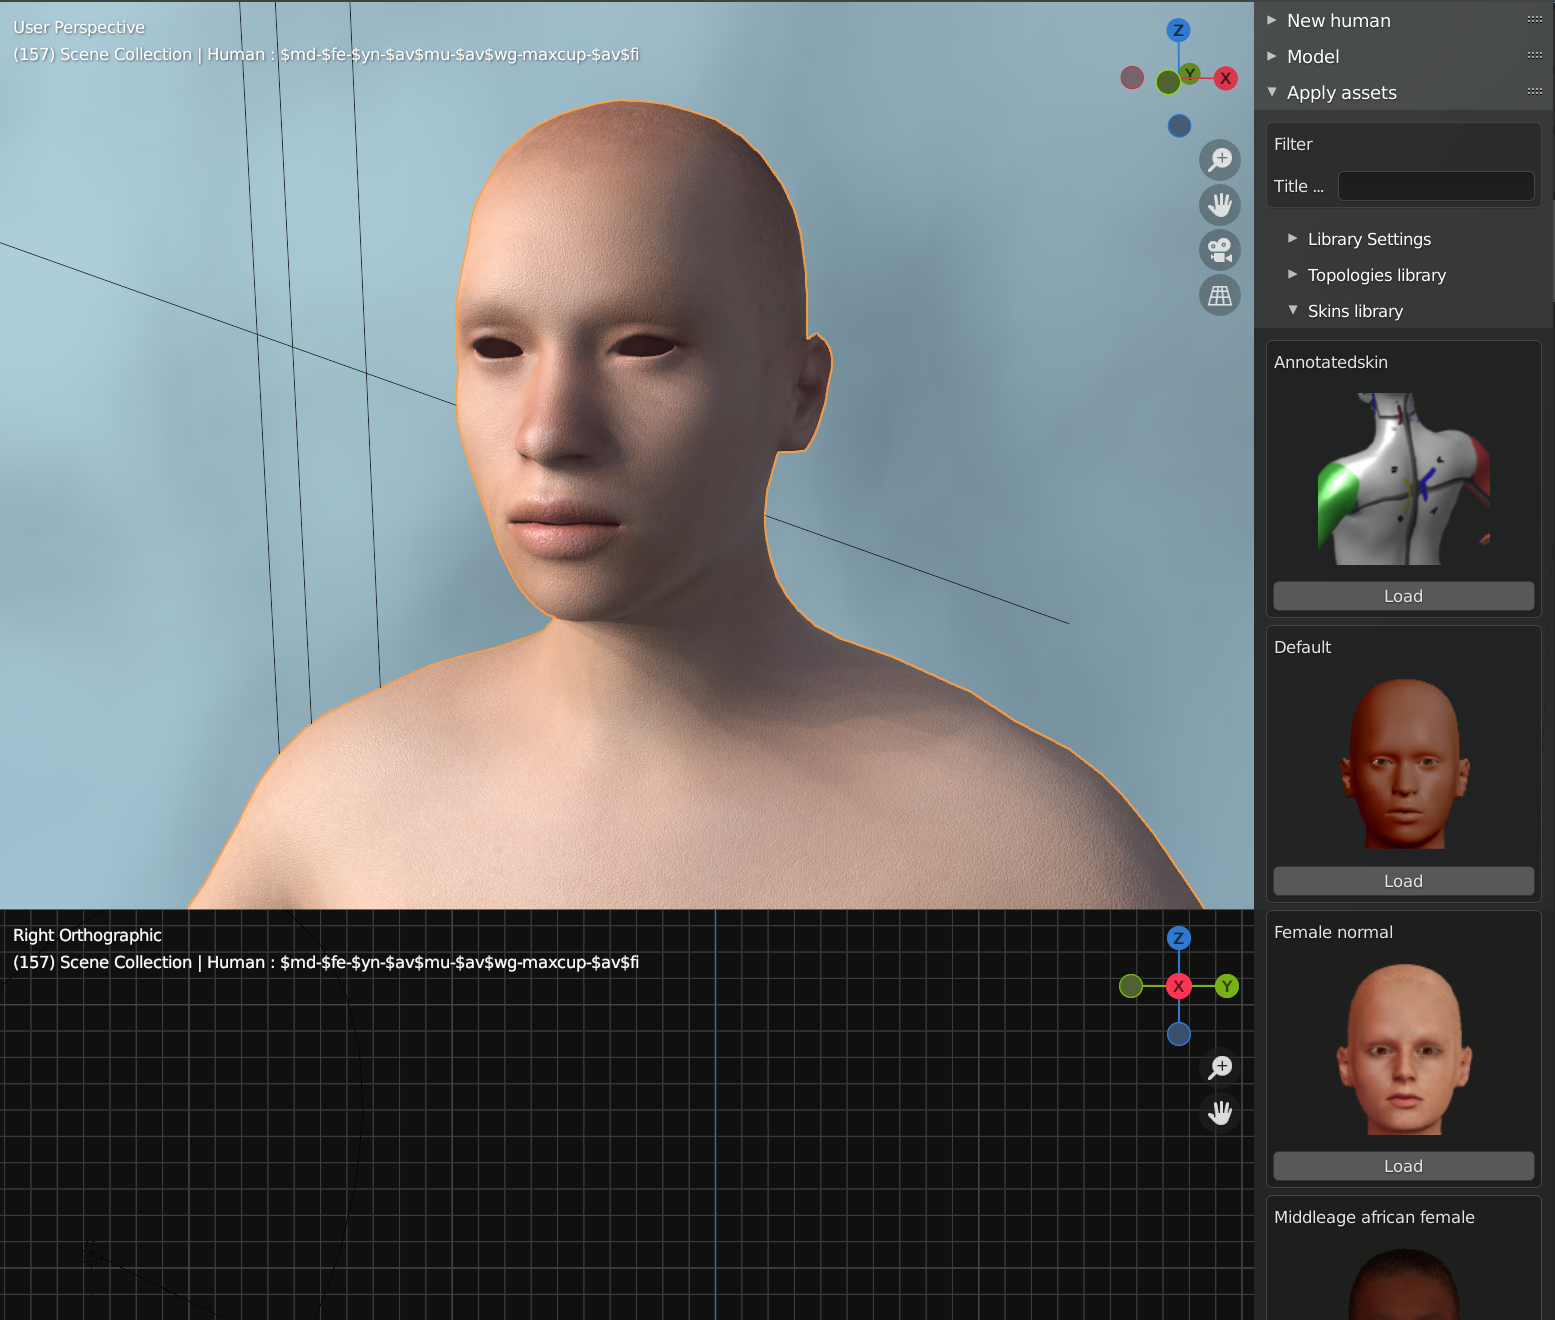 User Perspective
(157) Scene Collection | Human : $md-$fe-$yn-$av$mu-$av$wg-maxcup-$av$fi
Z
Y
X
New human
Model
Apply assets
Filter
Title ...
Library Settings
Topologies library
Skins library
Annotatedskin
Load
Default
Load
Right Orthographic
(157) Scene Collection | Human : $md-$fe-$yn-$av$mu-$av$wg-maxcup-$av$fi
Z
X
Y
Female normal
Load
Middleage african female